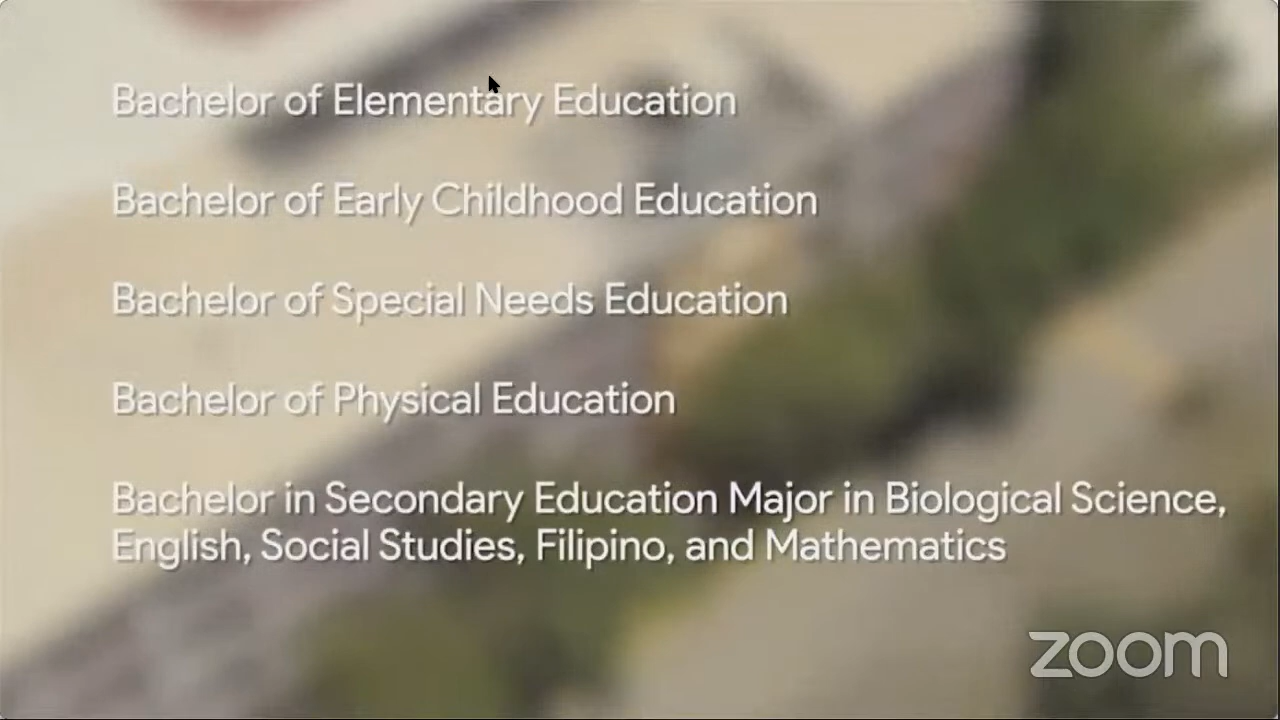 Bachelor of Elementary Education
Bachelor of Early Childhood Education
Bachelor of Special Needs Education
Bachelor of Physical Education
Bachelor in Secondary Education Major in Biological Science,
English, Social Studies, Filipino, and Mathematics
zoom